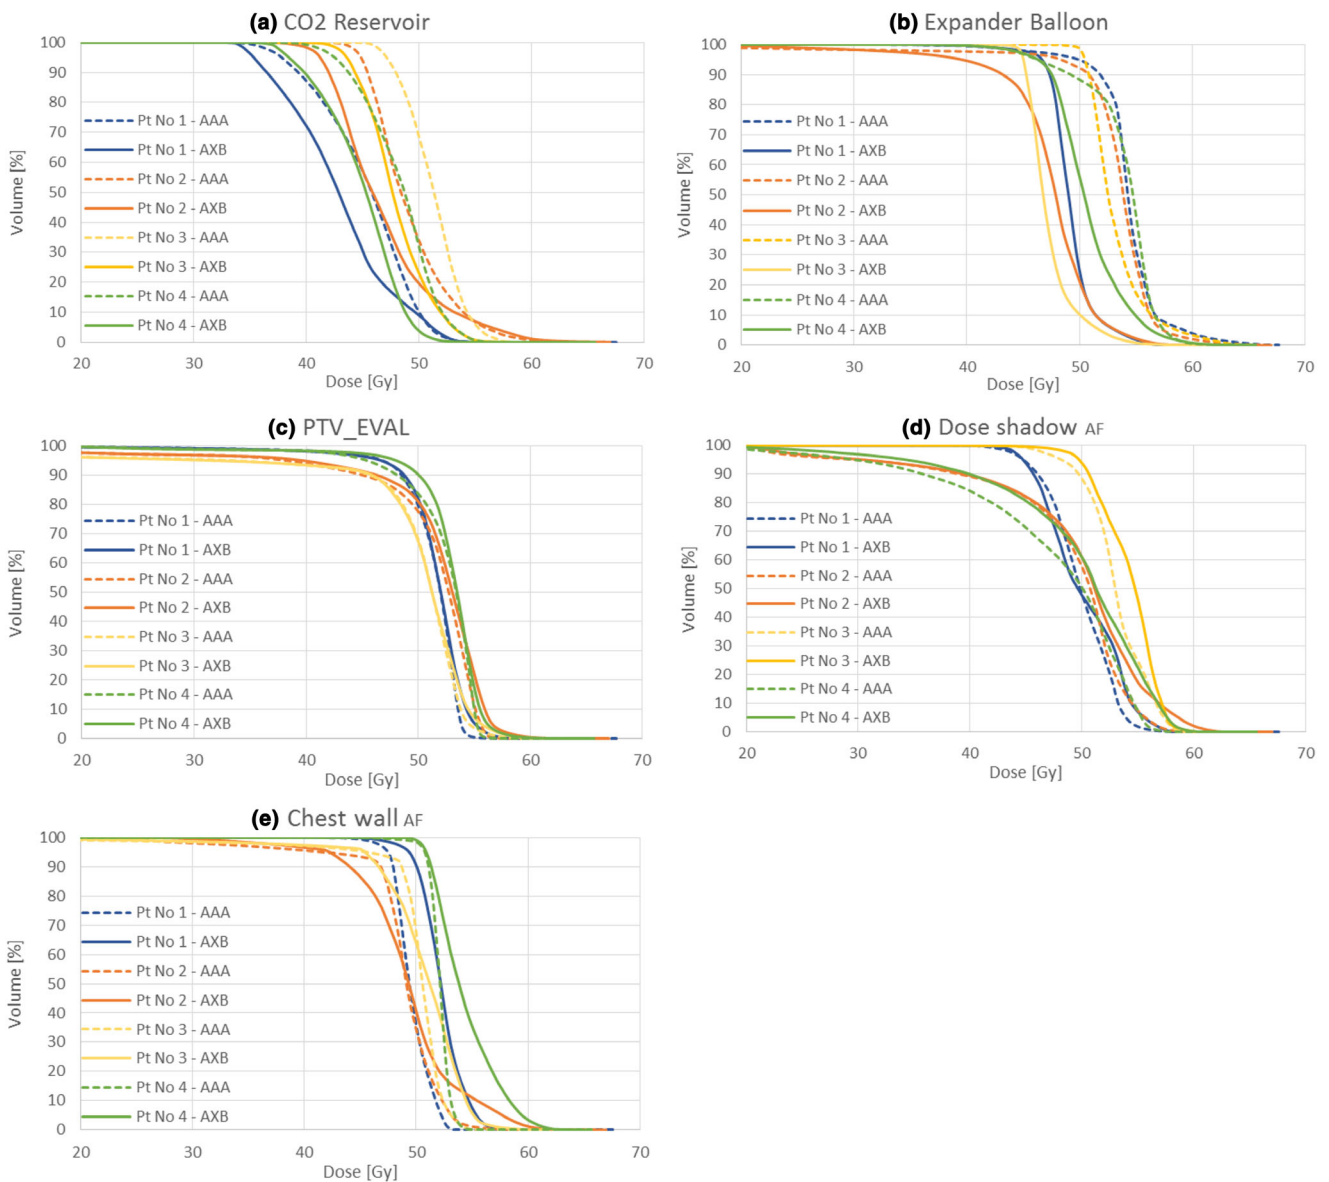 (a) CO2 Reservoir
100
90
80
70
60
50
40
30
20
10
0
Volume [%]
Pt No 1 - AAA
Pt No 1 - AXB
Pt No 2 - AAA
Pt No 2 - AXB
Pt No 3 - AAA
Pt No 3 - AXB
Pt No 4 - AAA
Pt No 4 - AXB
20 30 40 50 60 70
Dose [Gy]
(b) Expander Balloon
100
90
80
70
60
50
40
30
20
10
0
Volume [%]
Pt No 1 - AAA
Pt No 1 - AXB
Pt No 2 - AAA
Pt No 2 - AXB
Pt No 3 - AAA
Pt No 3 - AXB
Pt No 4 - AAA
Pt No 4 - AXB
20 30 40 50 60 70
Dose [Gy]
(c) PTV_EVAL
100
90
80
70
60
50
40
30
20
10
0
Volume [%]
Pt No 1 - AAA
Pt No 1 - AXB
Pt No 2 - AAA
Pt No 2 - AXB
Pt No 3 - AAA
Pt No 3 - AXB
Pt No 4 - AAA
Pt No 4 - AXB
20 30 40 50 60 70
Dose [Gy]
(d) Dose shadow AF
100
90
80
70
60
50
40
30
20
10
0
Volume [%]
Pt No 1 - AAA
Pt No 1 - AXB
Pt No 2 - AAA
Pt No 2 - AXB
Pt No 3 - AAA
Pt No 3 - AXB
Pt No 4 - AAA
Pt No 4 - AXB
20 30 40 50 60 70
Dose [Gy]
(e) Chest wall AF
100
90
80
70
60
50
40
30
20
10
0
Volume [%]
Pt No 1 - AAA
Pt No 1 - AXB
Pt No 2 - AAA
Pt No 2 - AXB
Pt No 3 - AAA
Pt No 3 - AXB
Pt No 4 - AAA
Pt No 4 - AXB
20 30 40 50 60 70
Dose [Gy]